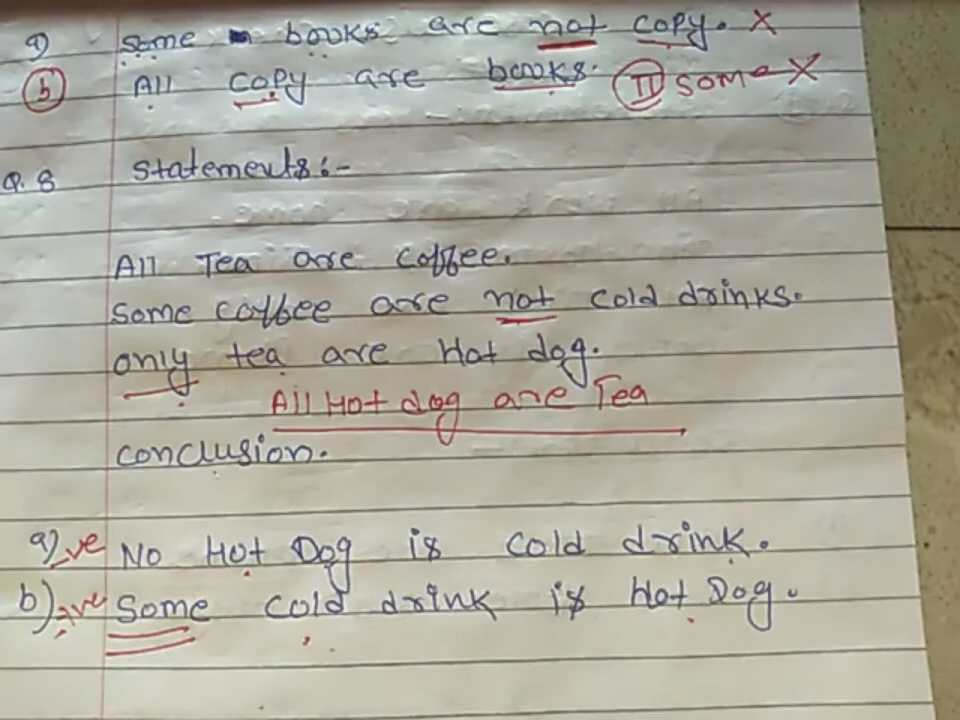 a) some books are not copy. X
(b) All copy are books. (II) some X
Q.8 statements:-
All Tea are coffee.
some coffee are not cold drinks.
only tea are Hot dog.
All Hot dog are Tea
conclusion.
a) -ve No Hot Dog is cold drink.
b) +ve Some cold drink is Hot Dog.